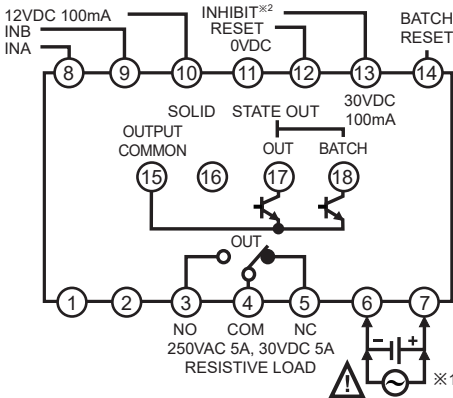 12VDC 100mA
INB
INA
INHIBIT※2
RESET
0VDC
BATCH
RESET
8 9 10 11 12 13 14
SOLID STATE OUT
30VDC
100mA
OUTPUT
COMMON
OUT
BATCH
15 16 17 18
OUT
1 2 3 4 5 6 7
NO COM NC
250VAC 5A, 30VDC 5A
RESISTIVE LOAD
- +
! ※1